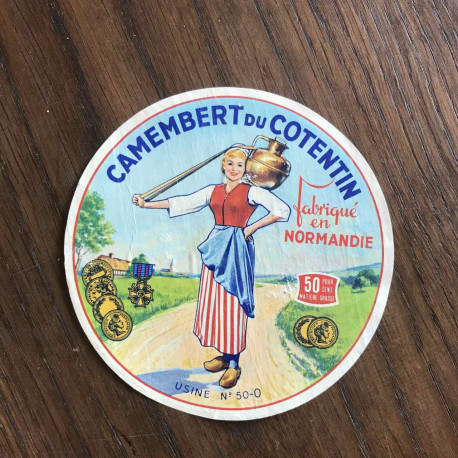 CAMEMBERT DU COTENTIN
fabriqué
en
NORMANDIE
50 POUR
CENT
MATIÈRE GRASSE
USINE Nº 50-O